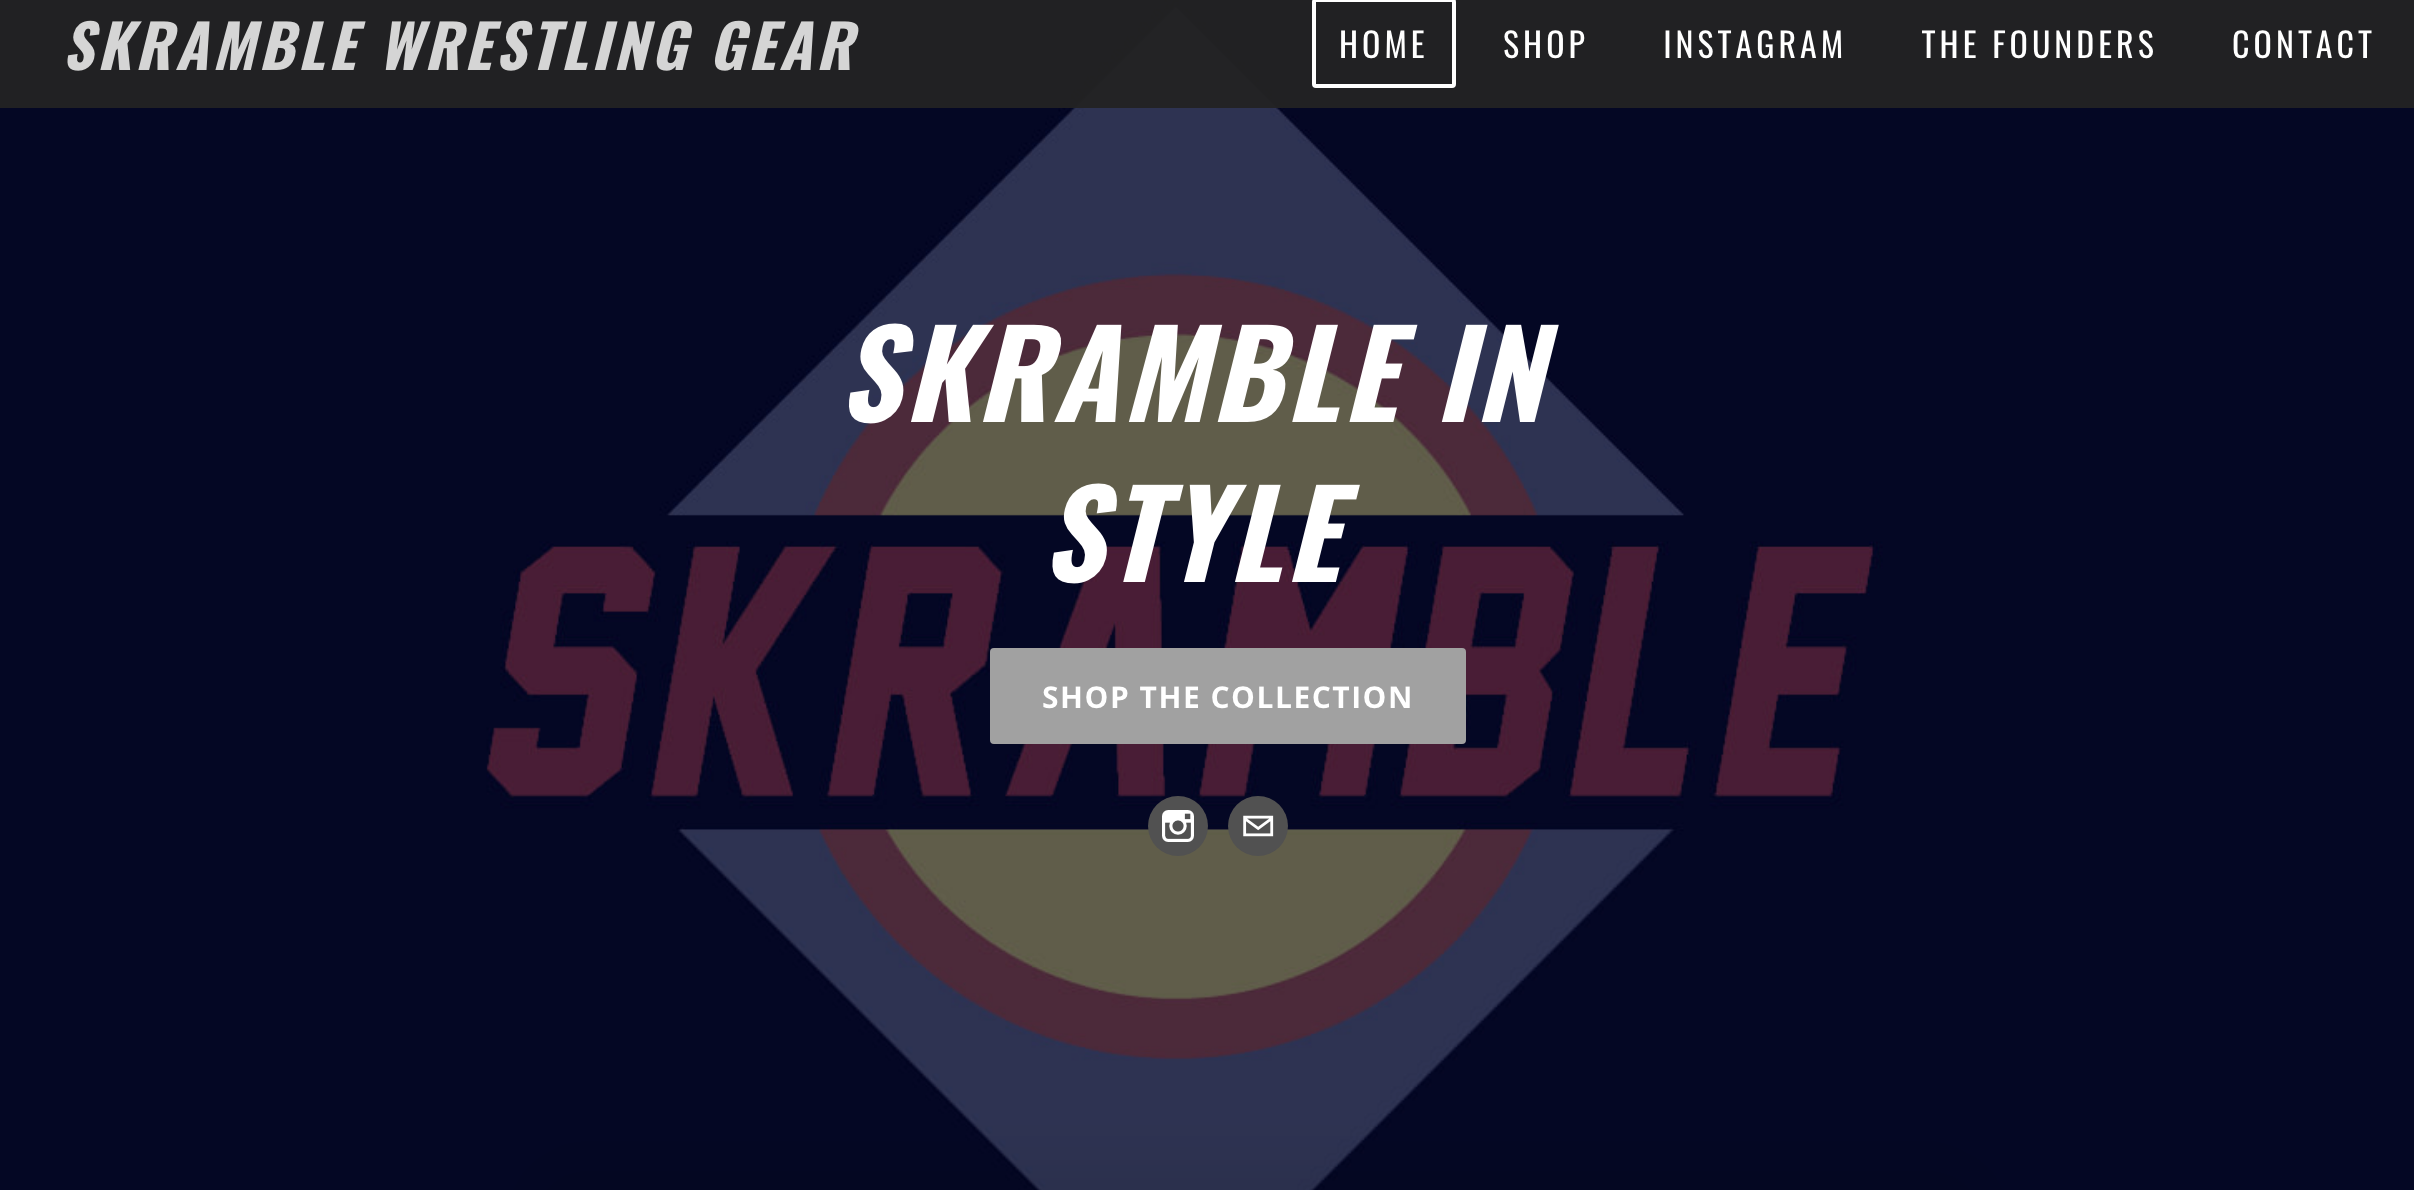 SKRAMBLE WRESTLING GEAR
HOME SHOP INSTAGRAM THE FOUNDERS CONTACT
SKRAMBLE IN
STYLE
SKRAMBLE
SHOP THE COLLECTION